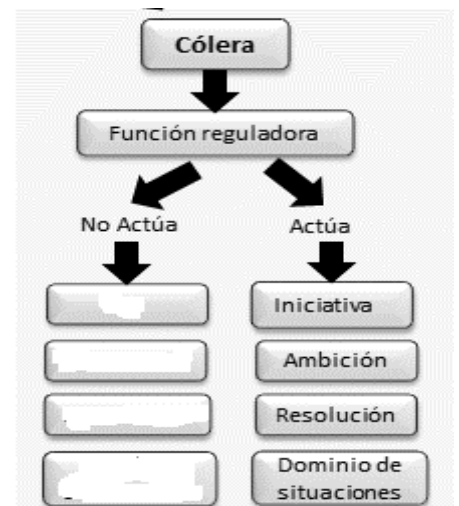 Cólera
Función reguladora
No Actúa
Actúa
Iniciativa
Ambición
Resolución
Dominio de
situaciones